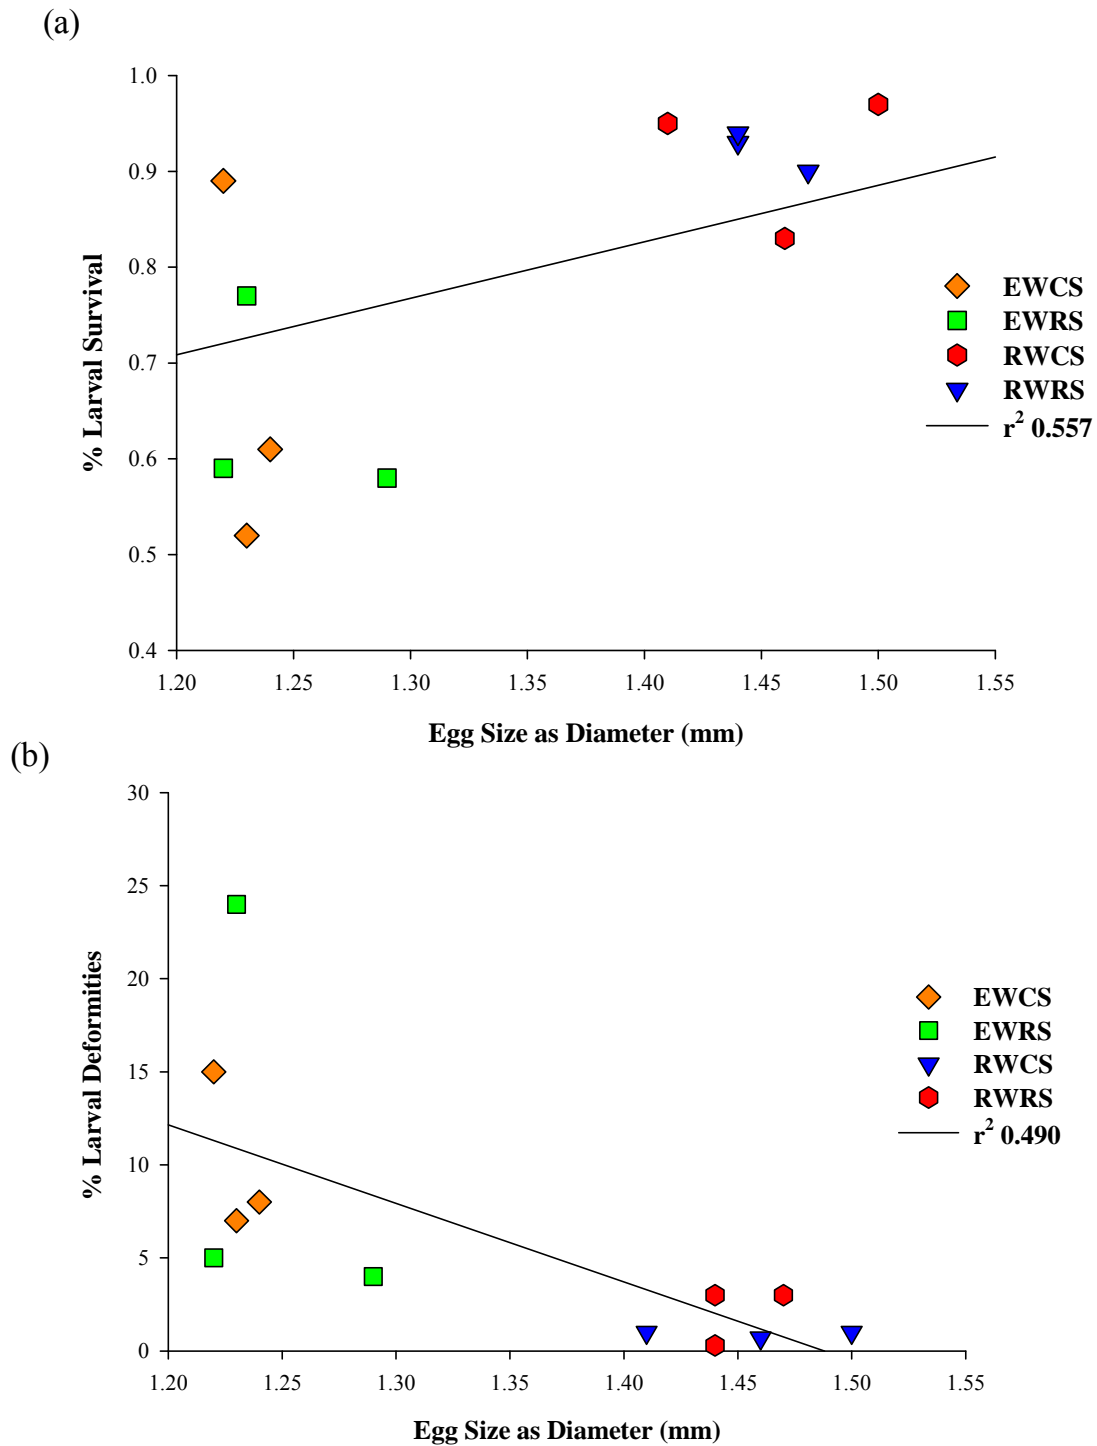 (a)
1.0
0.9
0.8
0.7
0.6
0.5
0.4
% Larval Survival
1.20 1.25 1.30 1.35 1.40 1.45 1.50 1.55
Egg Size as Diameter (mm)
EWCS
EWRS
RWCS
RWRS
r² 0.557
(b)
30
25
20
15
10
5
0
% Larval Deformities
1.20 1.25 1.30 1.35 1.40 1.45 1.50 1.55
Egg Size as Diameter (mm)
EWCS
EWRS
RWCS
RWRS
r² 0.490